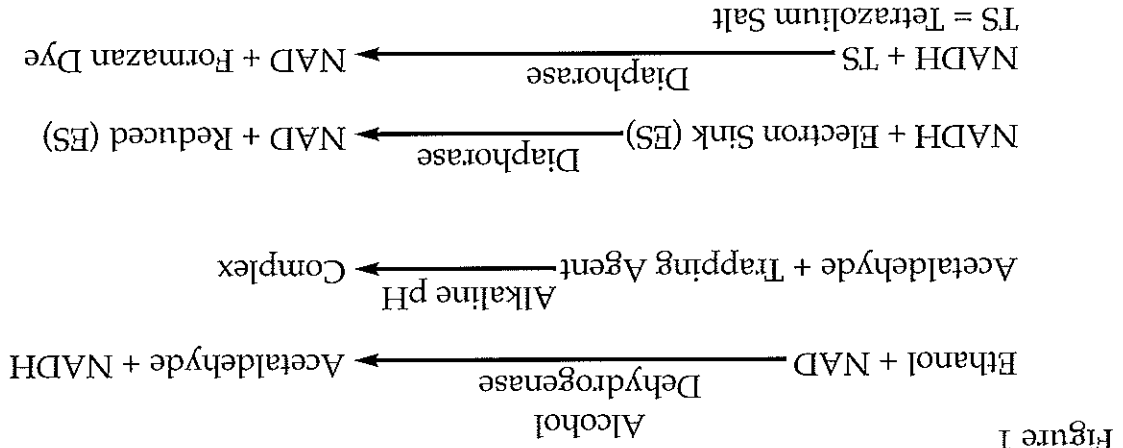 Figure 1
Alcohol
Dehydrogenase
Ethanol + NAD Acetaldehyde + NADH
Alkaline pH
Acetaldehyde + Trapping Agent Complex
Diaphorase
NADH + Electron Sink (ES) NAD + Reduced (ES)
Diaphorase
NADH + TS NAD + Formazan Dye
TS = Tetrazolium Salt